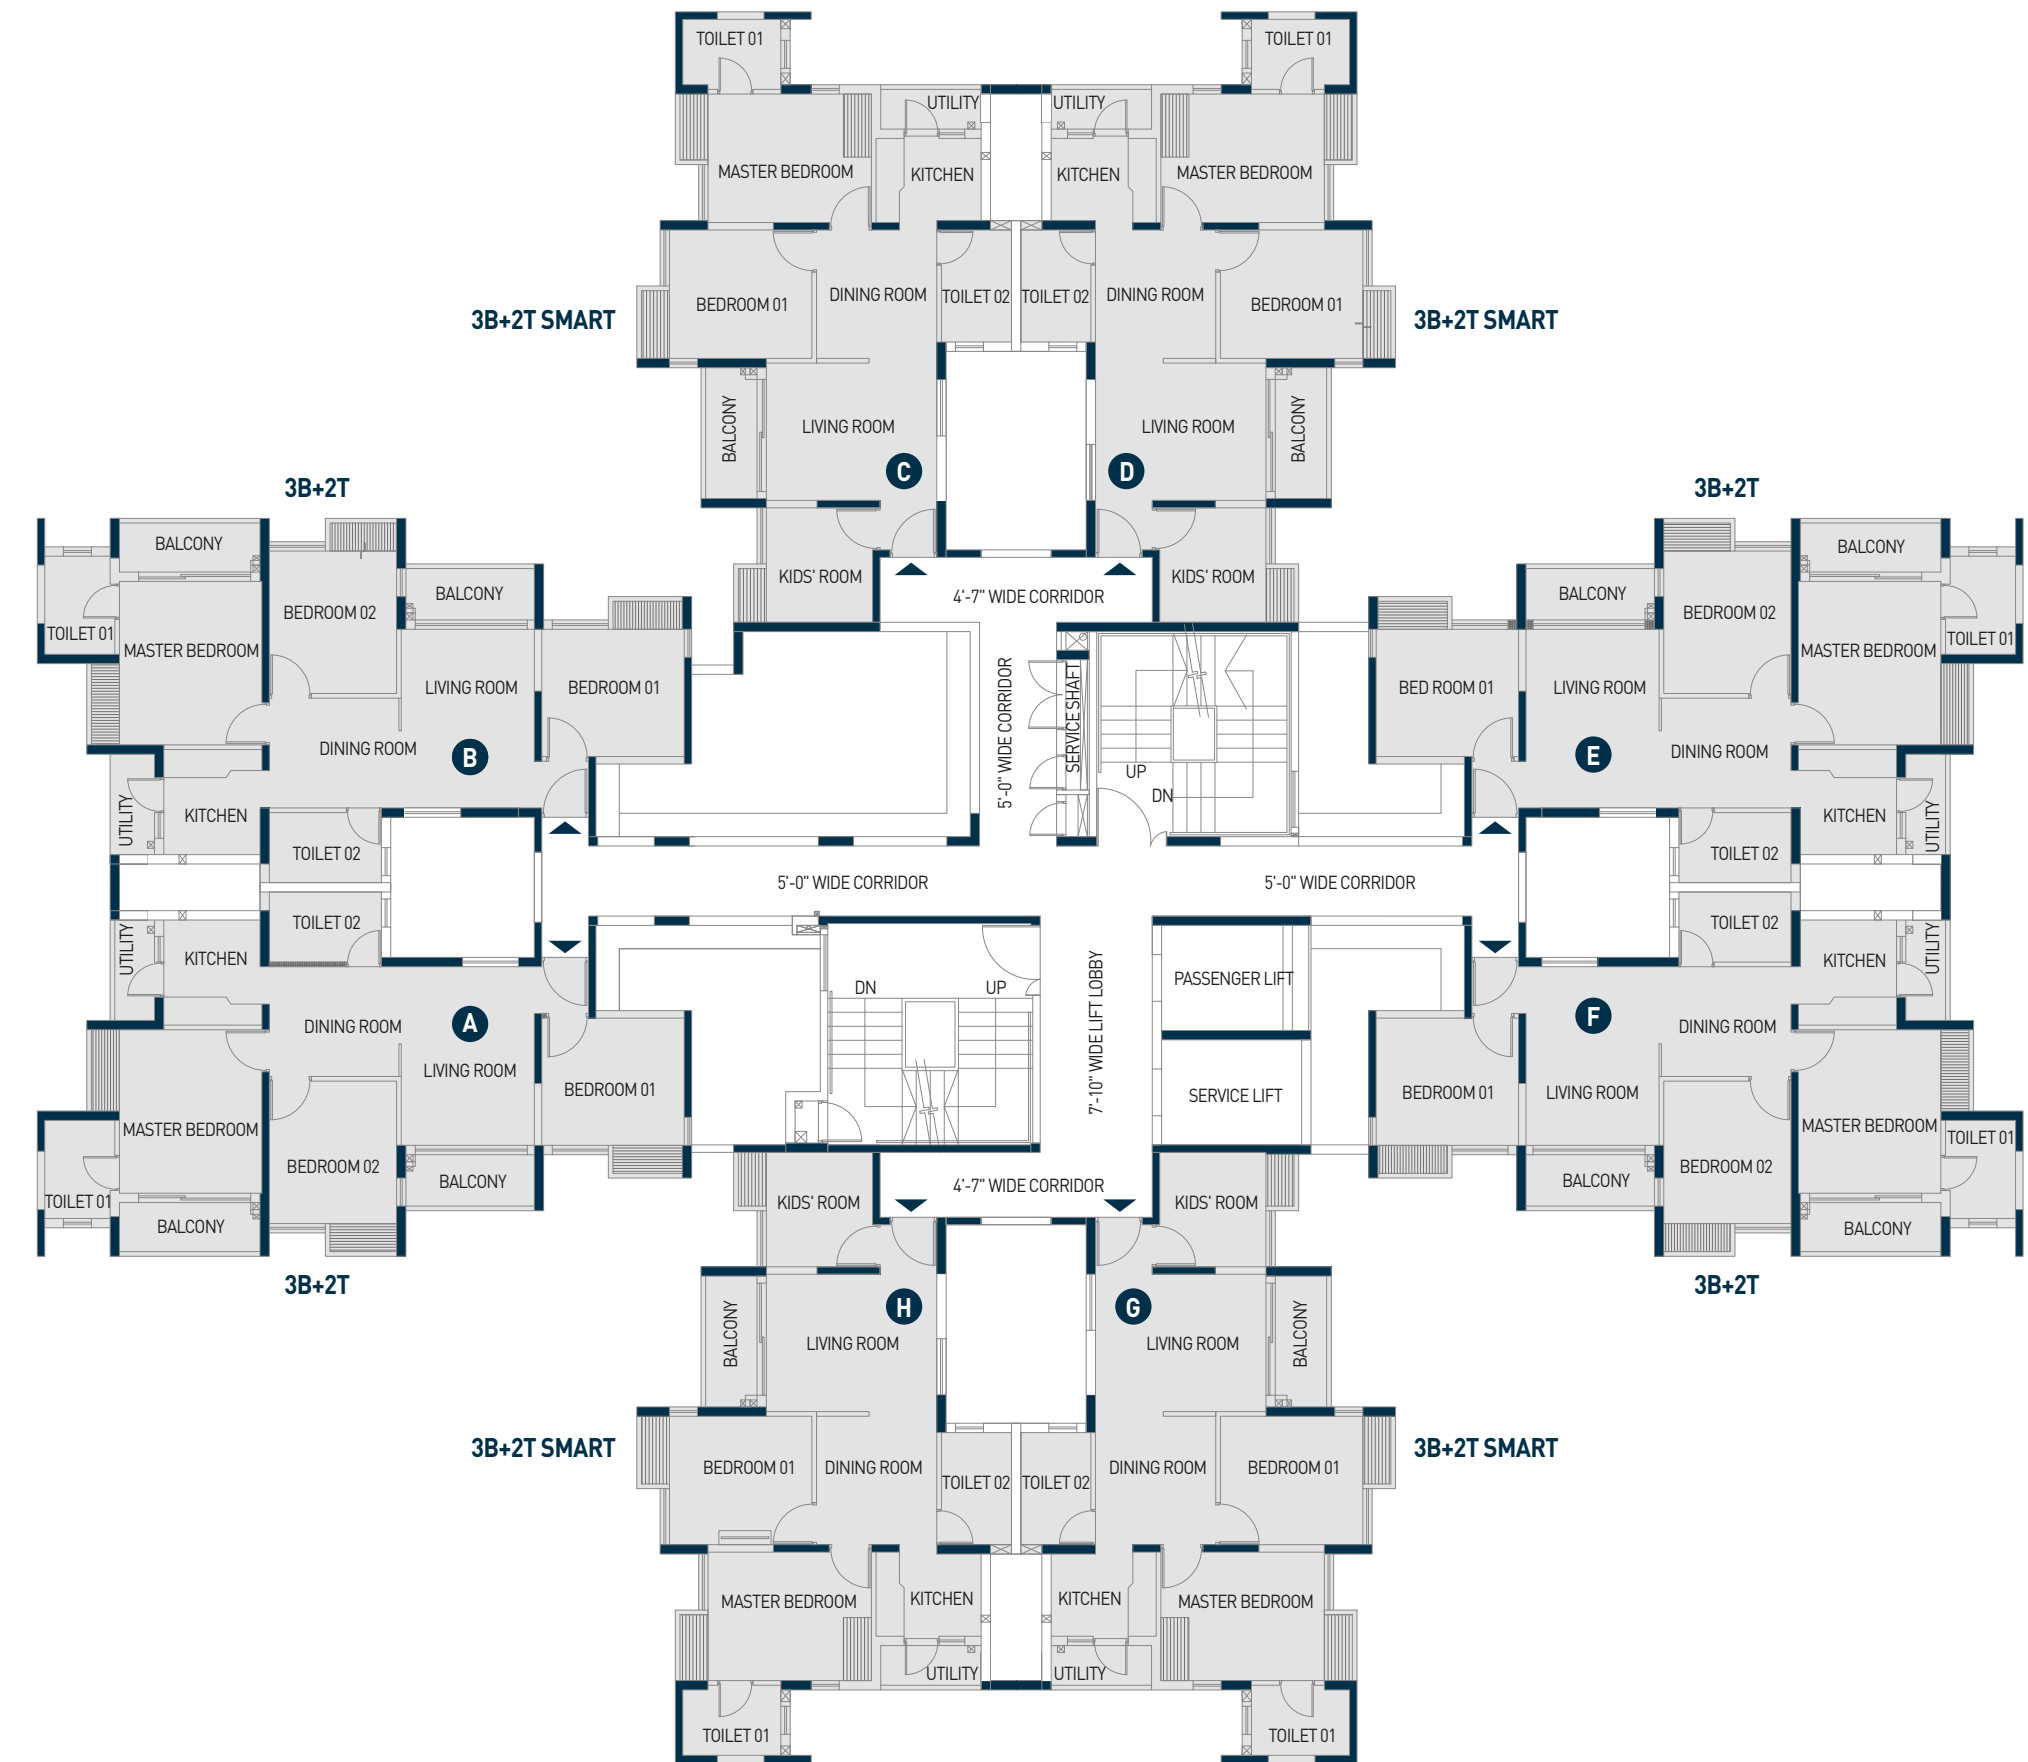 TOILET 01
TOILET 01
UTILITY
UTILITY
MASTER BEDROOM
KITCHEN
KITCHEN
MASTER BEDROOM
BEDROOM 01
DINING ROOM
TOILET 02
TOILET 02
DINING ROOM
BEDROOM 01
3B+2T SMART
3B+2T SMART
BALCONY
LIVING ROOM
LIVING ROOM
BALCONY
C
D
KIDS' ROOM
KIDS' ROOM
4'-7" WIDE CORRIDOR
3B+2T
BALCONY
BEDROOM 02
BALCONY
TOILET 01
MASTER BEDROOM
LIVING ROOM
BEDROOM 01
DINING ROOM
B
UTILITY
KITCHEN
TOILET 02
5'-0" WIDE CORRIDOR
SERVICE SHAFT
UP
DN
3B+2T
BALCONY
BALCONY
BEDROOM 02
TOILET 01
MASTER BEDROOM
BED ROOM 01
LIVING ROOM
E
DINING ROOM
KITCHEN
UTILITY
TOILET 02
5'-0" WIDE CORRIDOR
5'-0" WIDE CORRIDOR
TOILET 02
UTILITY
KITCHEN
DINING ROOM
A
LIVING ROOM
BEDROOM 01
MASTER BEDROOM
BEDROOM 02
BALCONY
TOILET 01
BALCONY
3B+2T
DN
UP
7'-10" WIDE LIFT LOBBY
PASSENGER LIFT
SERVICE LIFT
TOILET 02
KITCHEN
UTILITY
F
DINING ROOM
BEDROOM 01
LIVING ROOM
MASTER BEDROOM
TOILET 01
BEDROOM 02
BALCONY
BALCONY
3B+2T
4'-7" WIDE CORRIDOR
KIDS' ROOM
KIDS' ROOM
H
G
BALCONY
LIVING ROOM
LIVING ROOM
BALCONY
3B+2T SMART
3B+2T SMART
BEDROOM 01
DINING ROOM
TOILET 02
TOILET 02
DINING ROOM
BEDROOM 01
MASTER BEDROOM
KITCHEN
KITCHEN
MASTER BEDROOM
UTILITY
UTILITY
TOILET 01
TOILET 01